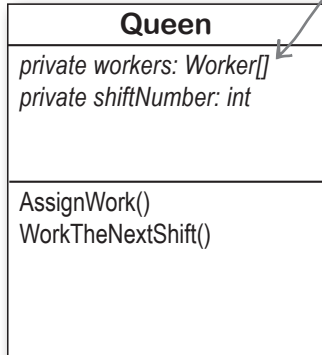 Queen
private workers: Worker[]
private shiftNumber: int
AssignWork()
WorkTheNextShift()